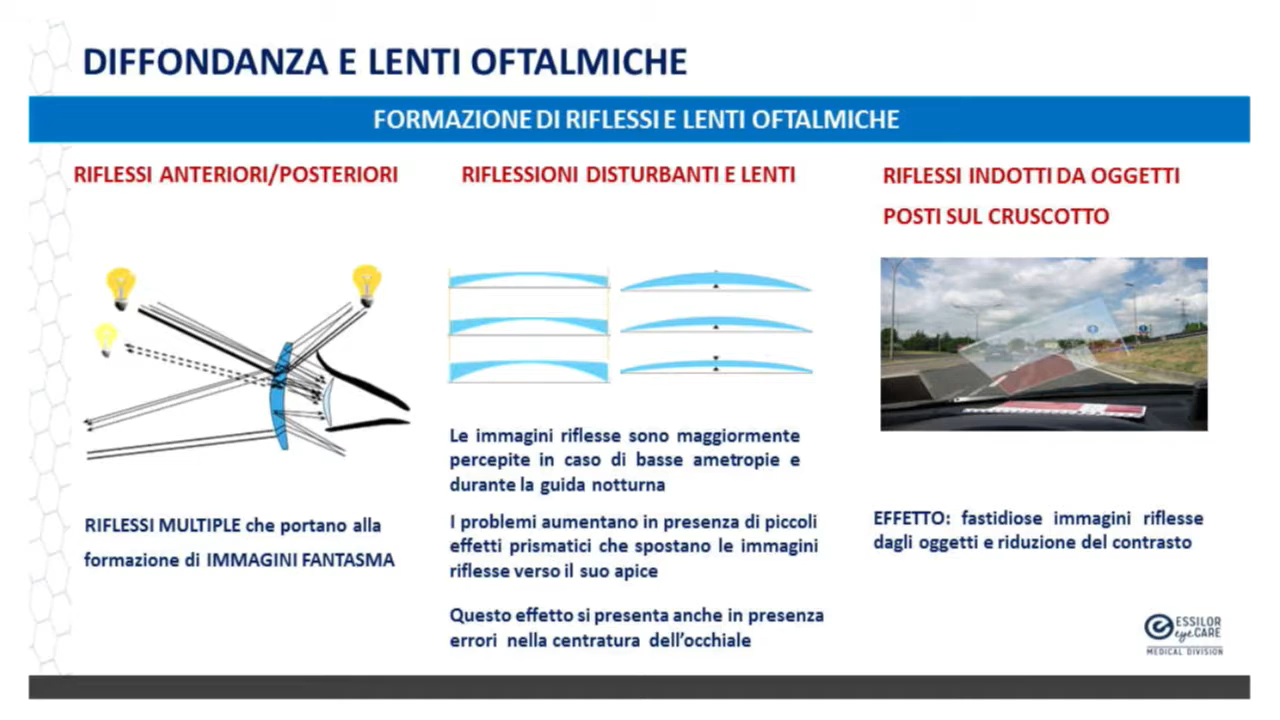 DIFFONDANZA E LENTI OFTALMICHE
FORMAZIONE DI RIFLESSI E LENTI OFTALMICHE
RIFLESSI ANTERIORI/POSTERIORI
RIFLESSI MULTIPLE che portano alla
formazione di IMMAGINI FANTASMA
RIFLESSIONI DISTURBANTI E LENTI
Le immagini riflesse sono maggiormente
percepite in caso di basse ametropie e
durante la guida notturna
I problemi aumentano in presenza di piccoli
effetti prismatici che spostano le immagini
riflesse verso il suo apice
Questo effetto si presenta anche in presenza
errori nella centratura dell'occhiale
RIFLESSI INDOTTI DA OGGETTI
POSTI SUL CRUSCOTTO
EFFETTO: fastidiose immagini riflesse
dagli oggetti e riduzione del contrasto
ESSILOR
eyeCARE
MEDICAL DIVISION